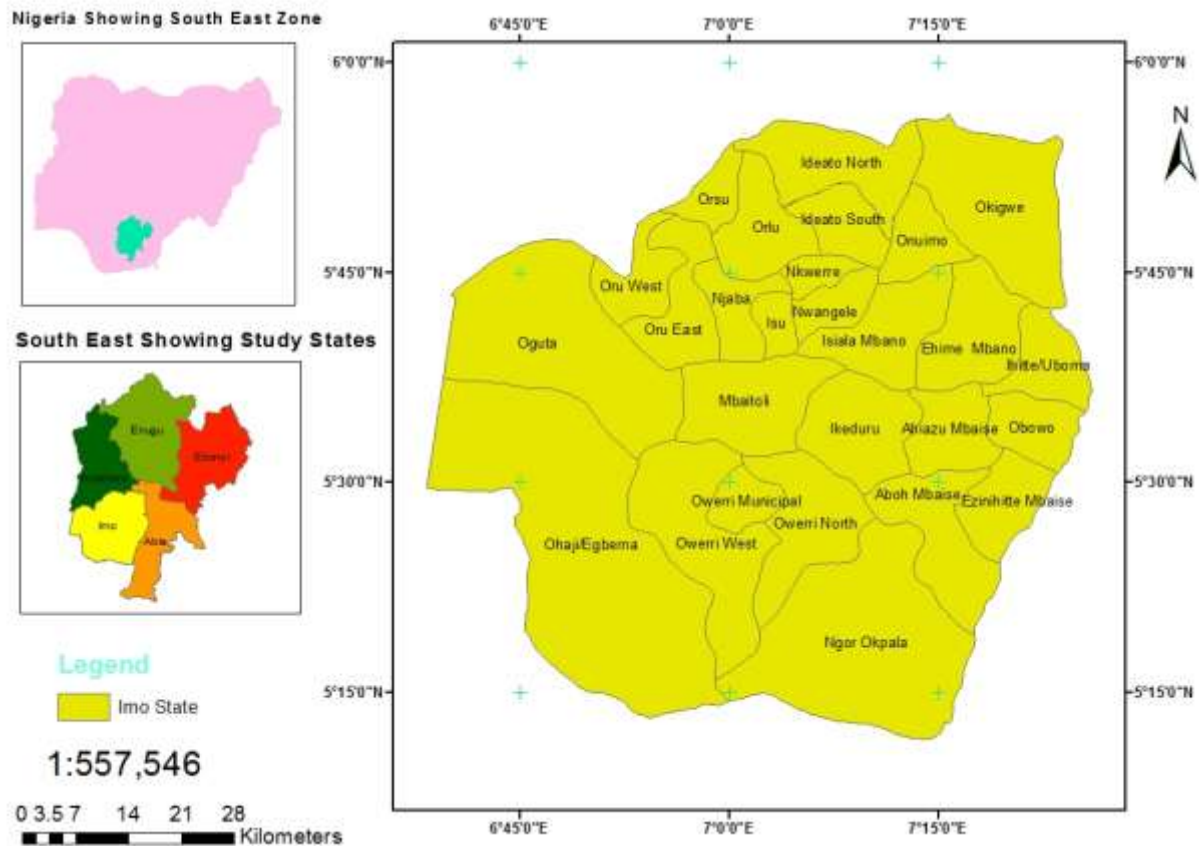 Nigeria Showing South East Zone
South East Showing Study States
Enugu
Ebonyi
Imo
Abia
Legend
Imo State
1:557,546
0 3.5 7 14 21 28
Kilometers
6°45'0"E 7°0'0"E 7°15'0"E
6°0'0"N 6°0'0"N
N
Ideato North
Okigwe
Orsu
Ideato South
Orlu
Onuimo
5°45'0"N 5°45'0"N
Nkwerre
Oru West
Njaba
Nwangele
Isu
Oru East
Oguta
Isiala Mbano
Ehime Mbano
Ihitte/Uboma
Mbaitoli
Ikeduru
Ahiazu Mbaise
Obowo
5°30'0"N 5°30'0"N
Owerri Municipal
Aboh Mbaise
Ezinihitte Mbaise
Owerri North
Ohaji/Egbema
Owerri West
Ngor Okpala
5°15'0"N 5°15'0"N
6°45'0"E 7°0'0"E 7°15'0"E